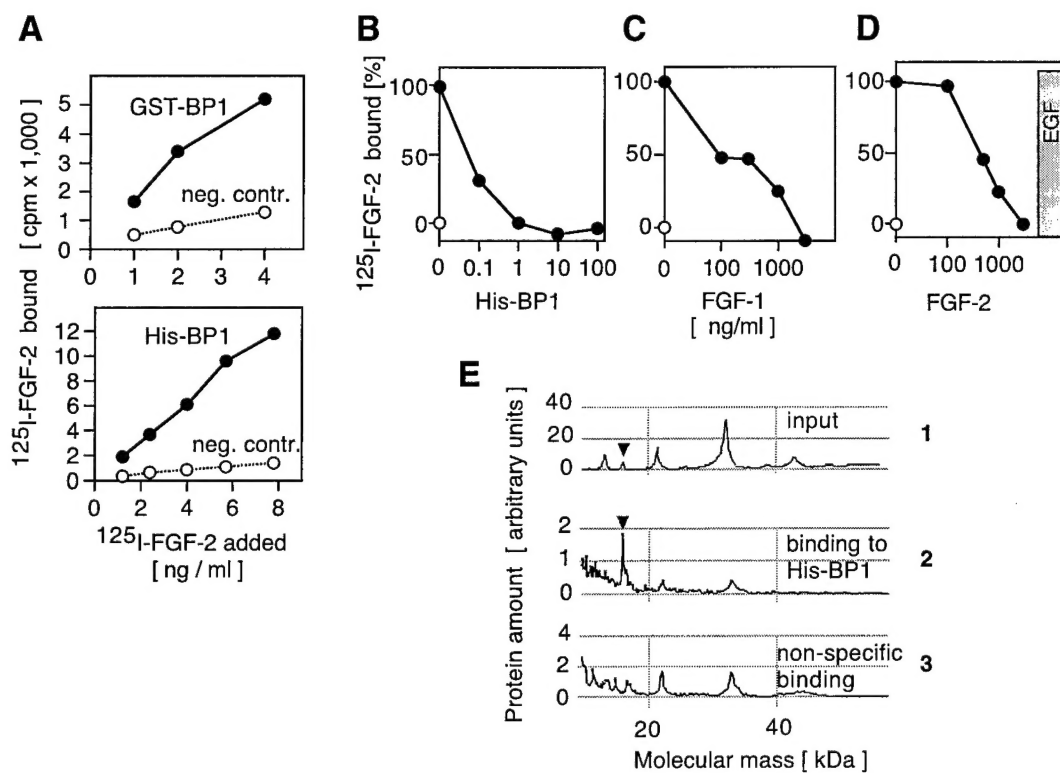 A
GST-BP1
neg. contr.
5
4
3
2
1
0
0 1 2 3 4
His-BP1
neg. contr.
12
10
8
6
4
2
0
0 2 4 6 8
125I-FGF-2 bound [ cpm x 1,000 ]
125I-FGF-2 added
[ ng / ml ]
B
125I-FGF-2 bound [%]
100
50
0
0 0.1 1 10 100
His-BP1
C
100
50
0
0 100 1000
FGF-1
[ ng/ml ]
D
100
50
0
0 100 1000
FGF-2
EGF
E
Protein amount [ arbitrary units ]
40
20
0
input
1
2
1
0
binding to
His-BP1
2
4
2
0
non-specific
binding
3
20 40
Molecular mass [ kDa ]